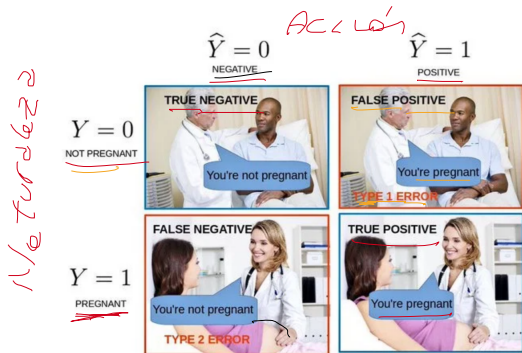 Acción
Ŷ = 0
NEGATIVE
Ŷ = 1
POSITIVE
Naturaleza
Y = 0
NOT PREGNANT
TRUE NEGATIVE
You're not pregnant
FALSE POSITIVE
You're pregnant
TYPE 1 ERROR
Y = 1
PREGNANT
FALSE NEGATIVE
You're not pregnant
TYPE 2 ERROR
TRUE POSITIVE
You're pregnant